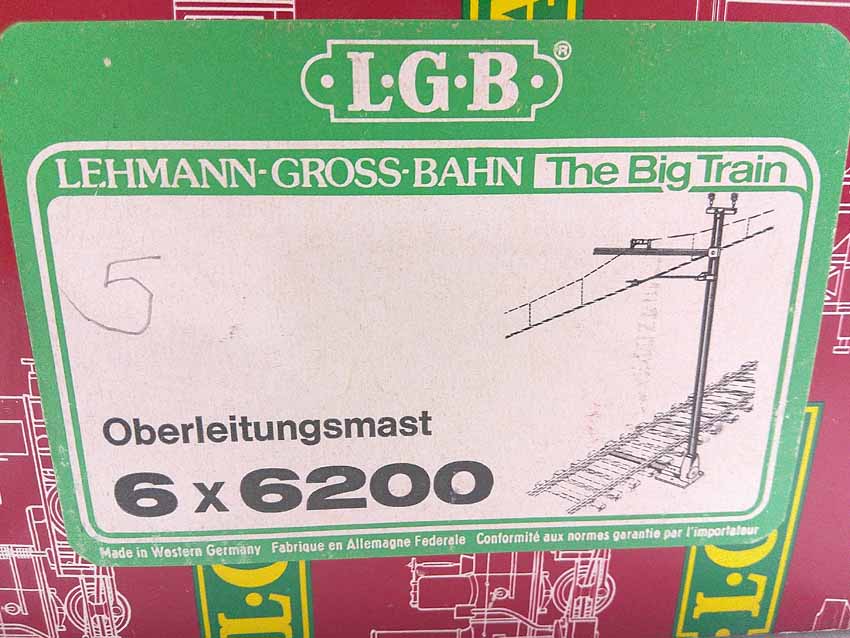 L·G·B®
LEHMANN-GROSS-BAHN The Big Train
5
Oberleitungsmast
6 x 6200
Made in Western Germany Fabrique en Allemagne Federale Conformité aux normes garantie par l'importateur
L·G
L·G